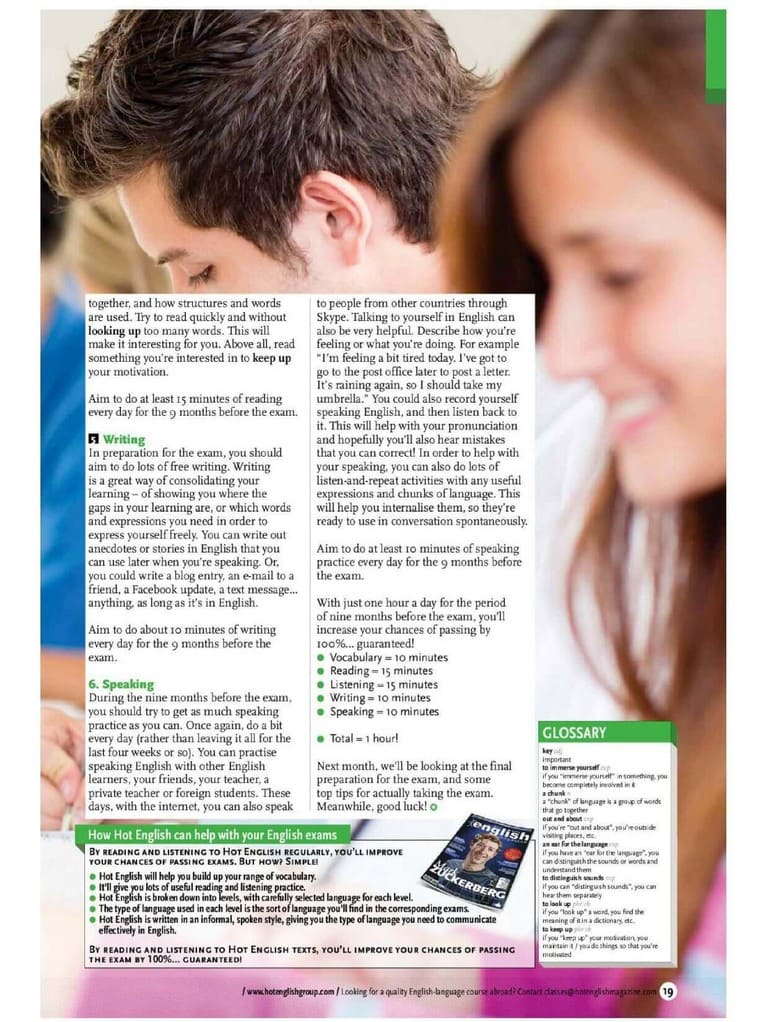 together, and how structures and words
are used. Try to read quickly and without
looking up too many words. This will
make it interesting for you. Above all, read
something you're interested in to keep up
your motivation.
Aim to do at least 15 minutes of reading
every day for the 9 months before the exam.
5 Writing
In preparation for the exam, you should
aim to do lots of free writing. Writing
is a great way of consolidating your
learning – of showing you where the
gaps in your learning are, or which words
and expressions you need in order to
express yourself freely. You can write out
anecdotes or stories in English that you
can use later when you're speaking. Or,
you could write a blog entry, an e-mail to a
friend, a Facebook update, a text message...
anything, as long as it's in English.
Aim to do about 10 minutes of writing
every day for the 9 months before the
exam.
6. Speaking
During the nine months before the exam,
you should try to get as much speaking
practice as you can. Once again, do a bit
every day (rather than leaving it all for the
last four weeks or so). You can practise
speaking English with other English
learners, your friends, your teacher, a
private teacher or foreign students. These
days, with the internet, you can also speak
to people from other countries through
Skype. Talking to yourself in English can
also be very helpful. Describe how you're
feeling or what you're doing. For example
"I'm feeling a bit tired today. I've got to
go to the post office later to post a letter.
It's raining again, so I should take my
umbrella." You could also record yourself
speaking English, and then listen back to
it. This will help with your pronunciation
and hopefully you'll also hear mistakes
that you can correct! In order to help with
your speaking, you can also do lots of
listen-and-repeat activities with any useful
expressions and chunks of language. This
will help you internalise them, so they're
ready to use in conversation spontaneously.
Aim to do at least 10 minutes of speaking
practice every day for the 9 months before
the exam.
With just one hour a day for the period
of nine months before the exam, you'll
increase your chances of passing by
100%... guaranteed!
● Vocabulary = 10 minutes
● Reading = 15 minutes
● Listening = 15 minutes
● Writing = 10 minutes
● Speaking = 10 minutes
● Total = 1 hour!
Next month, we'll be looking at the final
preparation for the exam, and some
top tips for actually taking the exam.
Meanwhile, good luck!
GLOSSARY
key adj
important
to immerse yourself exp
if you "immerse yourself" in something, you
become completely involved in it
a chunk n
a "chunk" of language is a group of words
that go together
out and about exp
if you're "out and about", you're outside
visiting places, etc.
an ear for the language exp
if you have an "ear for the language", you
can distinguish the sounds or words and
understand them
to distinguish sounds exp
if you can "distinguish sounds", you can
hear them separately
to look up phr vb
if you "look up" a word, you find the
meaning of it in a dictionary, etc.
to keep up phr vb
if you "keep up" your motivation, you
maintain it / you do things so that you're
motivated
How Hot English can help with your English exams
By reading and listening to Hot English regularly, you'll improve
your chances of passing exams. But how? Simple!
● Hot English will help you build up your range of vocabulary.
● It'll give you lots of useful reading and listening practice.
● Hot English is broken down into levels, with carefully selected language for each level.
● The type of language used in each level is the sort of language you'll find in the corresponding exams.
● Hot English is written in an informal, spoken style, giving you the type of language you need to communicate
effectively in English.
By reading and listening to Hot English texts, you'll improve your chances of passing
the exam by 100%... guaranteed!
english
ZUCKERBERG
/ www.hotenglishgroup.com / Looking for a quality English-language course abroad? Contact classes@hotenglishmagazine.com 19